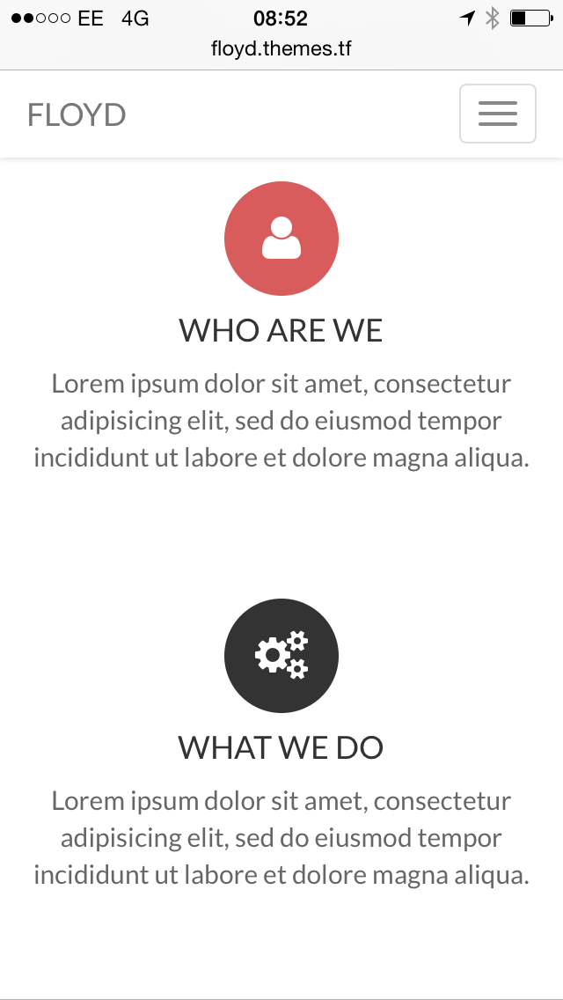 EE 4G 08:52
floyd.themes.tf
FLOYD
WHO ARE WE
Lorem ipsum dolor sit amet, consectetur
adipisicing elit, sed do eiusmod tempor
incididunt ut labore et dolore magna aliqua.
WHAT WE DO
Lorem ipsum dolor sit amet, consectetur
adipisicing elit, sed do eiusmod tempor
incididunt ut labore et dolore magna aliqua.